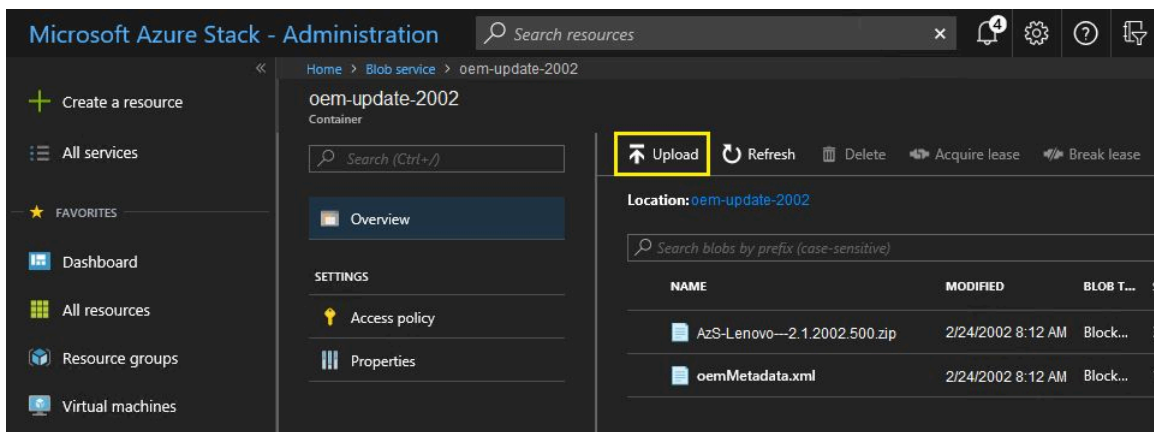 Microsoft Azure Stack - Administration
Search resources
4
Home > Blob service > oem-update-2002
Create a resource
All services
FAVORITES
Dashboard
All resources
Resource groups
Virtual machines
oem-update-2002
Container
Search (Ctrl+/)
Overview
SETTINGS
Access policy
Properties
Upload
Refresh
Delete
Acquire lease
Break lease
Location: oem-update-2002
Search blobs by prefix (case-sensitive)
NAME MODIFIED BLOB T...
AzS-Lenovo---2.1.2002.500.zip 2/24/2002 8:12 AM Block...
oemMetadata.xml 2/24/2002 8:12 AM Block...